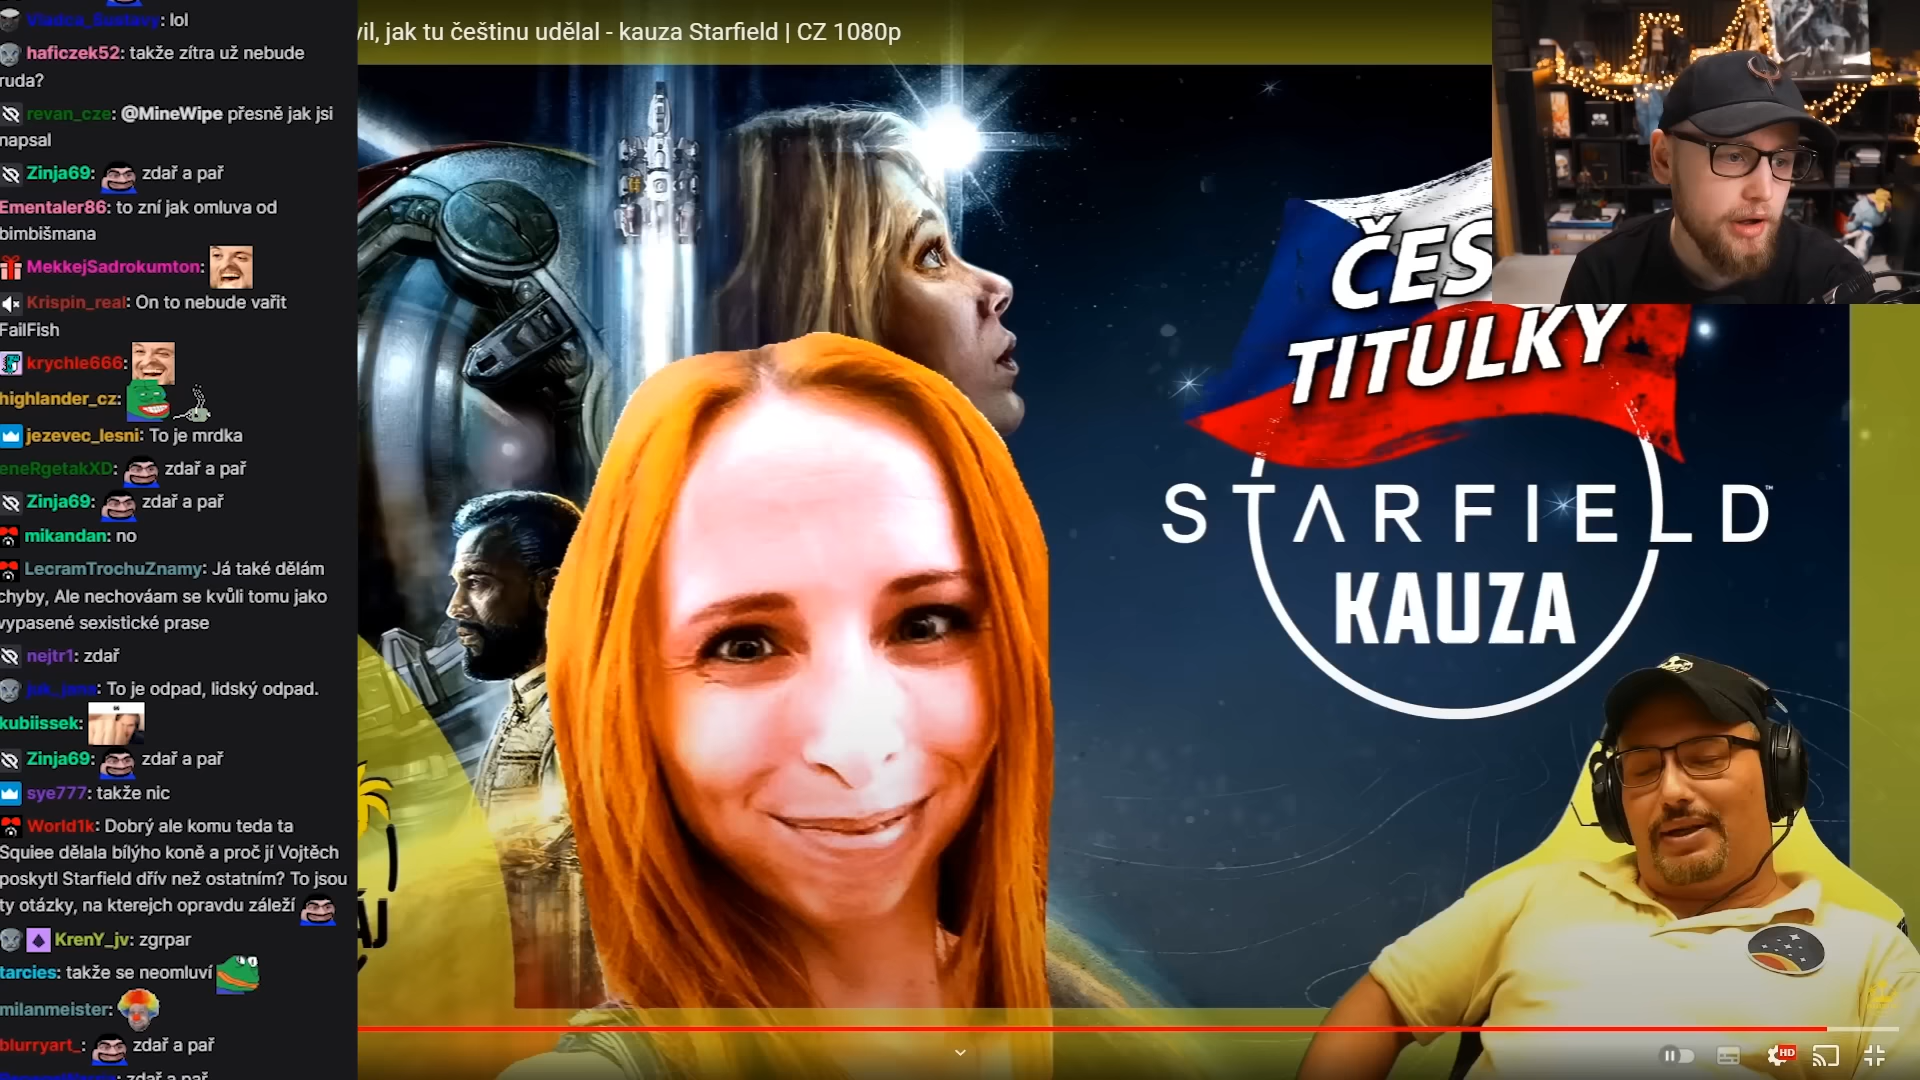 Vladca_Sustavy: lol
haficzek52: takže zítra už nebude
ruda?
revan_cze: @MineWipe přesně jak jsi
napsal
Zinja69: zdař a pař
Ementaler86: to zní jak omluva od
bimbišmana
MekkejSadrokumton:
Krispin_real: On to nebude vařit
FailFish
krychle666:
highlander_cz:
jezevec_lesni: To je mrdka
eneRgetakXD: zdař a pař
Zinja69: zdař a pař
mikandan: no
LecramTrochuZnamy: Já také dělám
chyby, Ale nechováam se kvůli tomu jako
vypasené sexistické prase
nejtr1: zdař
To je odpad, lidský odpad.
kubiissek:
Zinja69: zdař a pař
sye777: takže nic
World1k: Dobrý ale komu teda ta
Squiee dělala bílýho koně a proč jí Vojtěch
poskytl Starfield dřív než ostatním? To jsou
ty otázky, na kterejch opravdu záleží
KrenY_jv: zgrpar
tarcies: takže se neomluví
milanmeister:
blurryart_: zdař a pař
zdař a pař
vil, jak tu češtinu udělal - kauza Starfield | CZ 1080p
ČES
TITULKY
STARFIELD™
KAUZA
ÁJ
HD